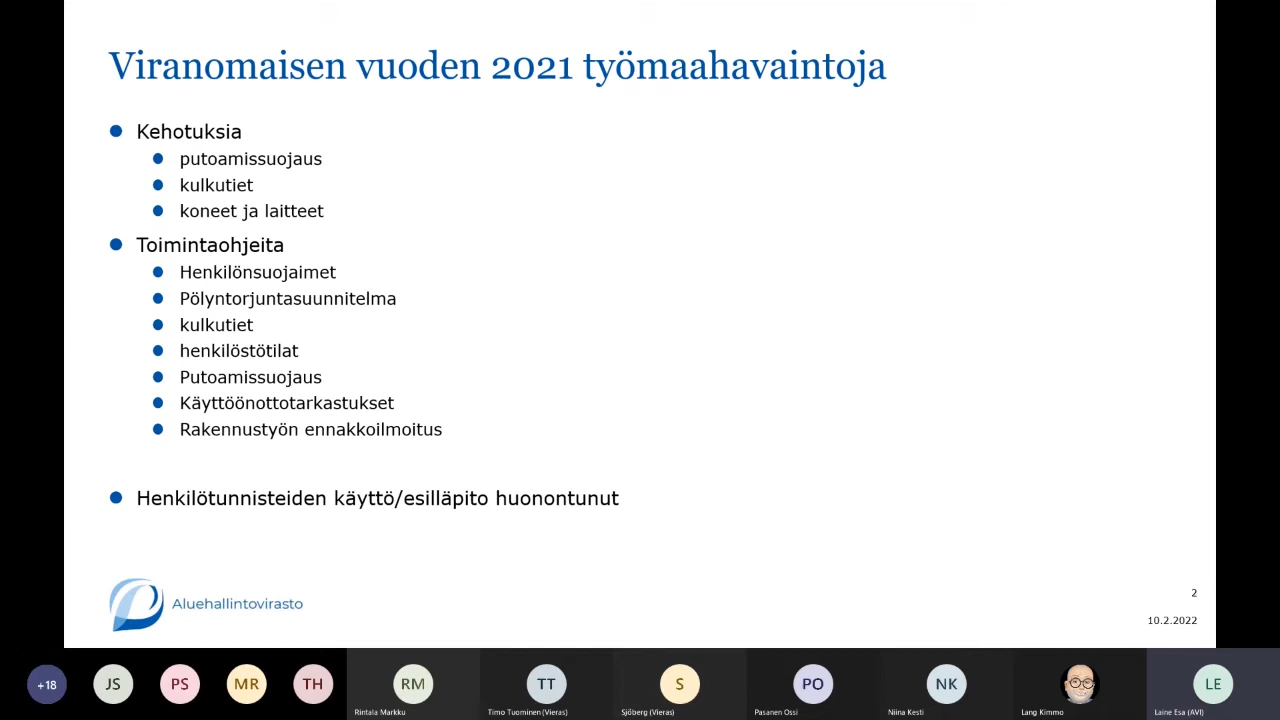 Viranomaisen vuoden 2021 työmaahavaintoja
Kehotuksia
putoamissuojaus
kulkutiet
koneet ja laitteet
Toimintaohjeita
Henkilönsuojaimet
Pölyntorjuntasuunnitelma
kulkutiet
henkilöstötilat
Putoamissuojaus
Käyttöönottotarkastukset
Rakennustyön ennakkoilmoitus
Henkilötunnisteiden käyttö/esilläpito huonontunut
Aluehallintovirasto
2
10.2.2022
+18
JS
PS
MR
TH
RM
TT
S
PO
NK
LE
Rintala Markku
Timo Tuominen (Vieras)
Sjöberg (Vieras)
Pasanen Ossi
Niina Kesti
Lang Kimmo
Laine Esa (AVI)